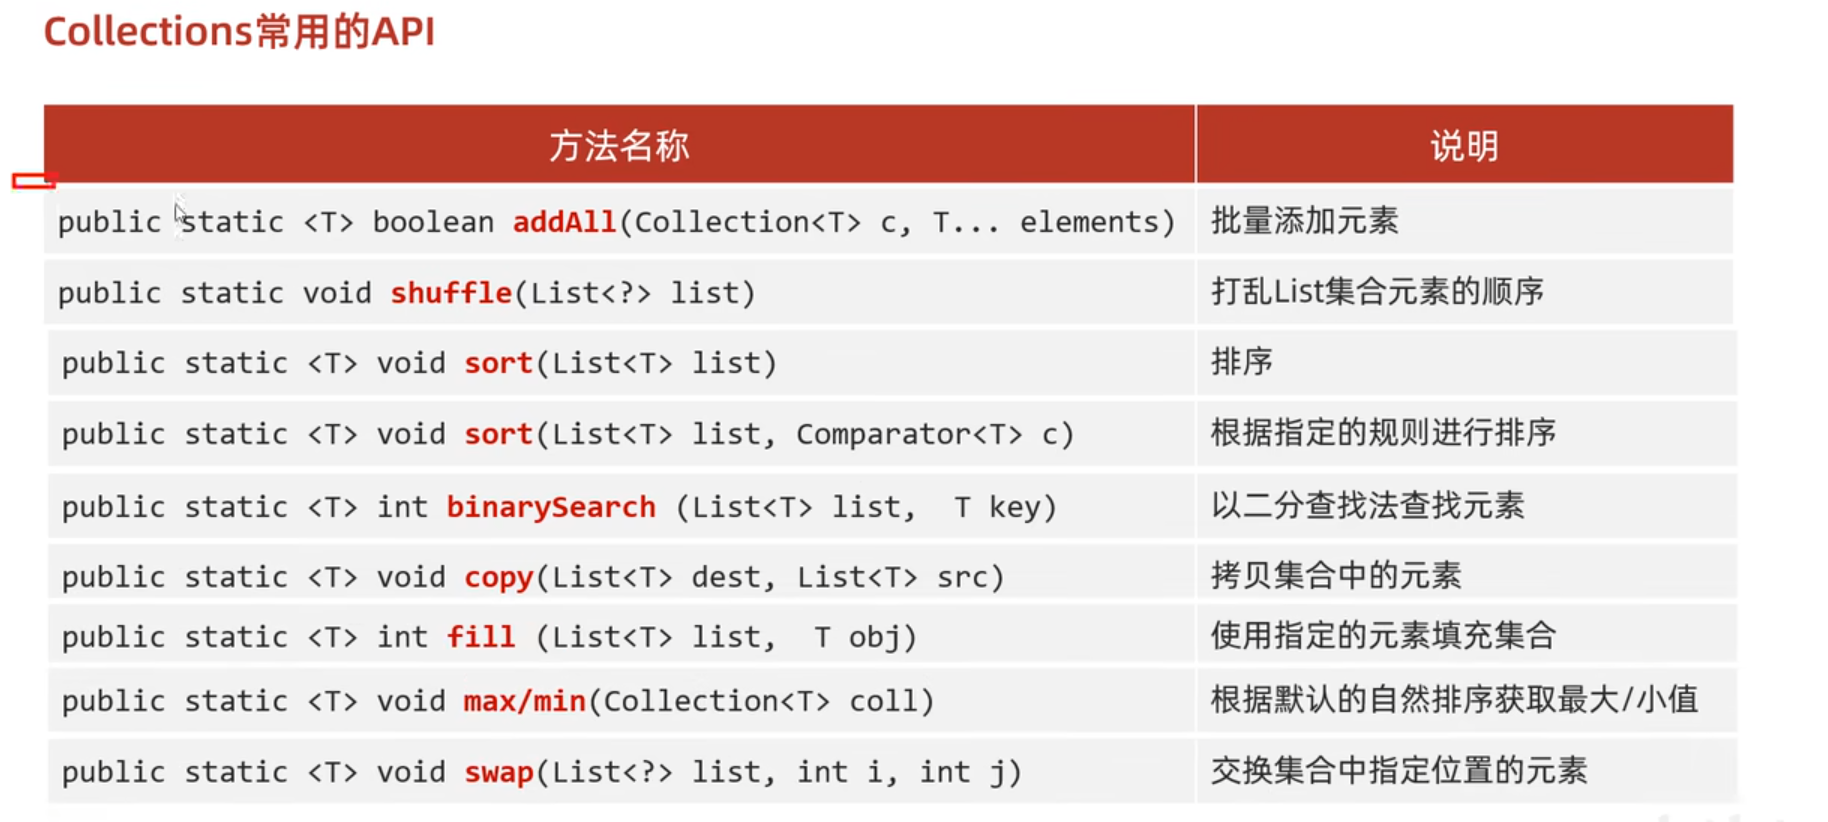 Collections常用的API
方法名称 说明
public static <T> boolean addAll(Collection<T> c, T... elements) 批量添加元素
public static void shuffle(List<?> list) 打乱List集合元素的顺序
public static <T> void sort(List<T> list) 排序
public static <T> void sort(List<T> list, Comparator<T> c) 根据指定的规则进行排序
public static <T> int binarySearch (List<T> list,  T key) 以二分查找法查找元素
public static <T> void copy(List<T> dest, List<T> src) 拷贝集合中的元素
public static <T> int fill (List<T> list,  T obj) 使用指定的元素填充集合
public static <T> void max/min(Collection<T> coll) 根据默认的自然排序获取最大/小值
public static <T> void swap(List<?> list, int i, int j) 交换集合中指定位置的元素